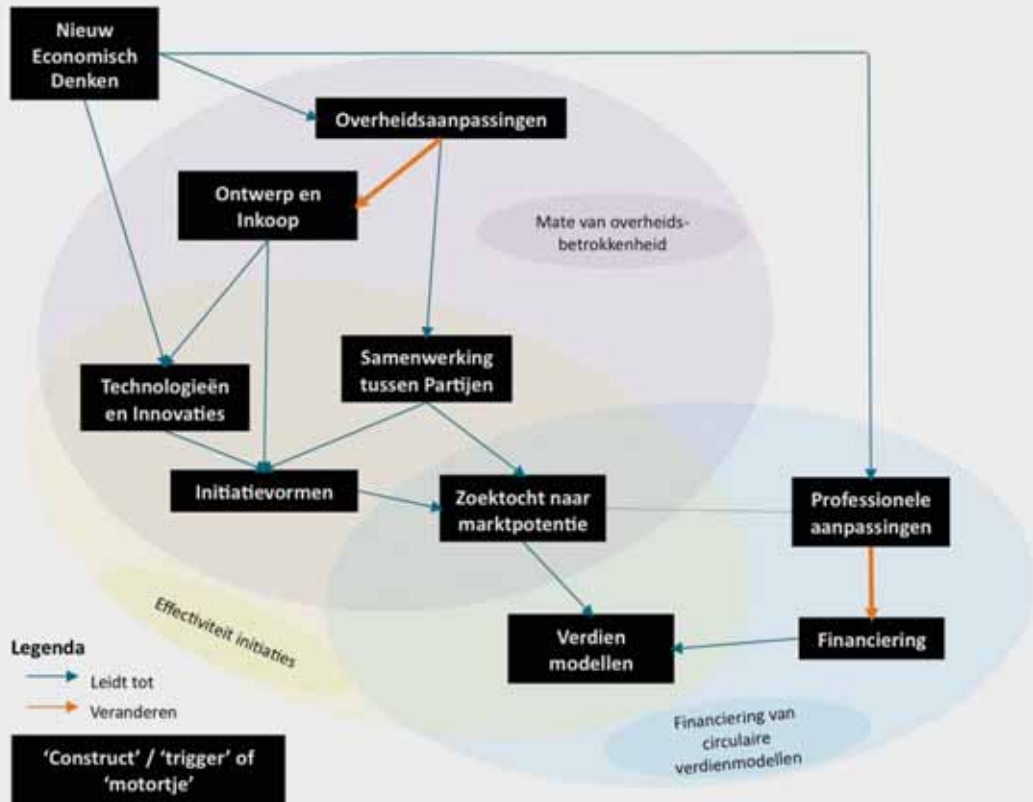 Nieuw
Economisch
Denken
Overheidsaanpassingen
Ontwerp en
Inkoop
Mate van overheids-
betrokkenheid
Samenwerking
tussen Partijen
Technologieën
en Innovaties
Initiatievormen
Zoektocht naar
marktpotentie
Professionele
aanpassingen
Effectiviteit initiaties
Verdien
modellen
Financiering
Legenda
Leidt tot
Veranderen
Financiering van
circulaire
verdienmodellen
‘Construct’ / ‘trigger’ of
‘motortje’